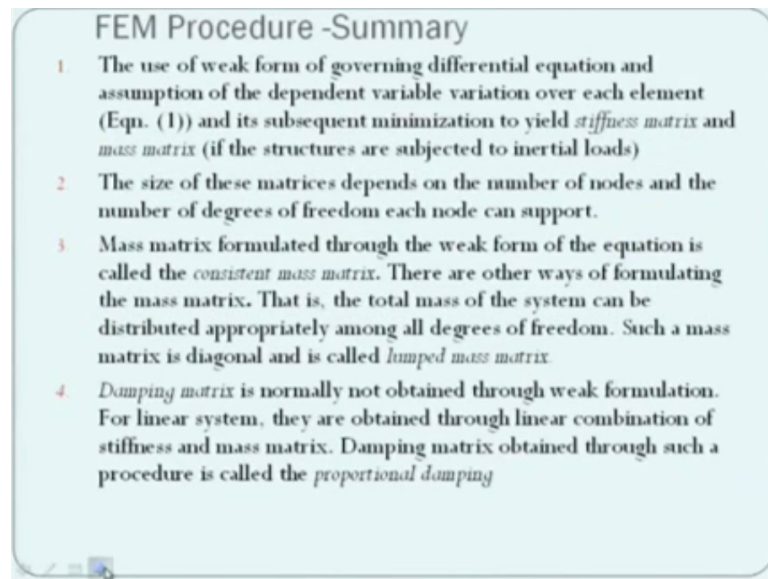 FEM Procedure -Summary
1. The use of weak form of governing differential equation and
assumption of the dependent variable variation over each element
(Eqn. (1)) and its subsequent minimization to yield stiffness matrix and
mass matrix (if the structures are subjected to inertial loads)
2. The size of these matrices depends on the number of nodes and the
number of degrees of freedom each node can support.
3. Mass matrix formulated through the weak form of the equation is
called the consistent mass matrix. There are other ways of formulating
the mass matrix. That is, the total mass of the system can be
distributed appropriately among all degrees of freedom. Such a mass
matrix is diagonal and is called lumped mass matrix.
4. Damping matrix is normally not obtained through weak formulation.
For linear system, they are obtained through linear combination of
stiffness and mass matrix. Damping matrix obtained through such a
procedure is called the proportional damping